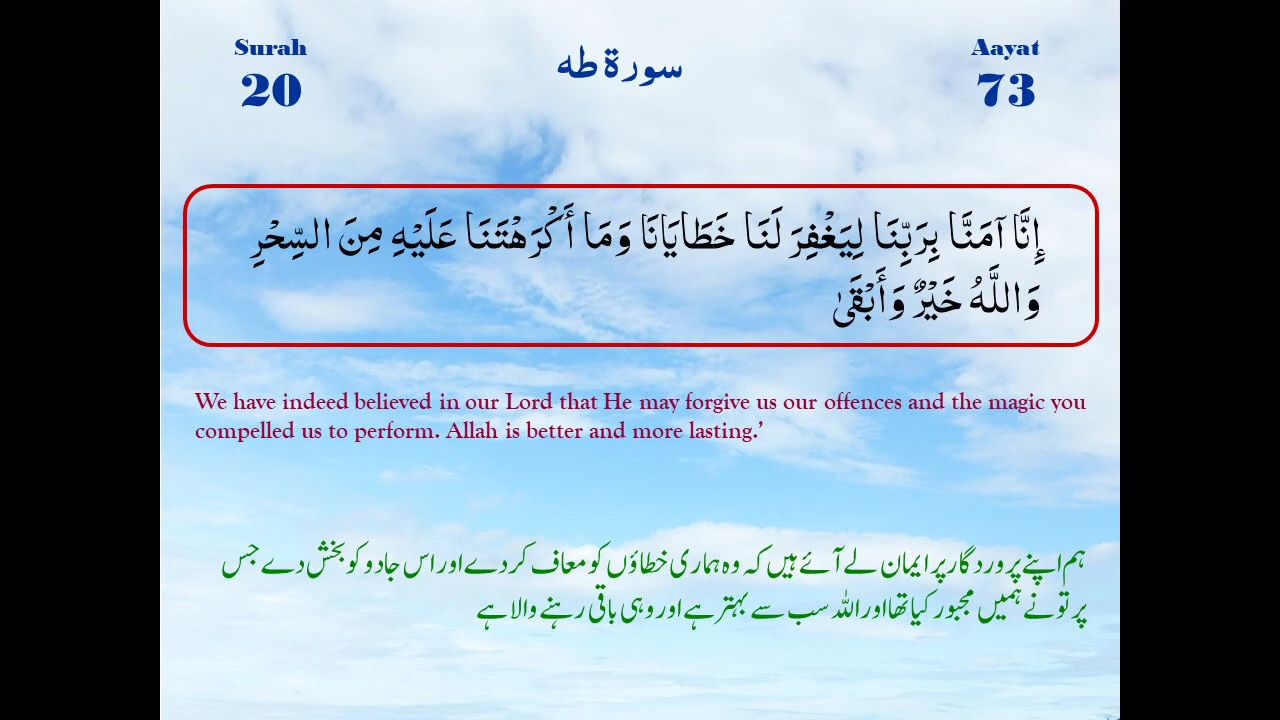 Surah
20
سورة طه
Aayat
73
إِنَّا آمَنَّا بِرَبِّنَا لِيَغْفِرَ لَنَا خَطَايَانَا وَمَا أَكْرَهْتَنَا عَلَيْهِ مِنَ السِّحْرِ
وَاللَّهُ خَيْرٌ وَأَبْقَىٰ
We have indeed believed in our Lord that He may forgive us our offences and the magic you
compelled us to perform. Allah is better and more lasting.’
ہم اپنے پروردگار پر ایمان لے آئے ہیں کہ وہ ہماری خطاؤں کو معاف کردے اور اس جادو کو بخش دے جس
پر تو نے ہمیں مجبور کیا تھا اور اللہ سب سے بہتر ہے اور وہی باقی رہنے والا ہے